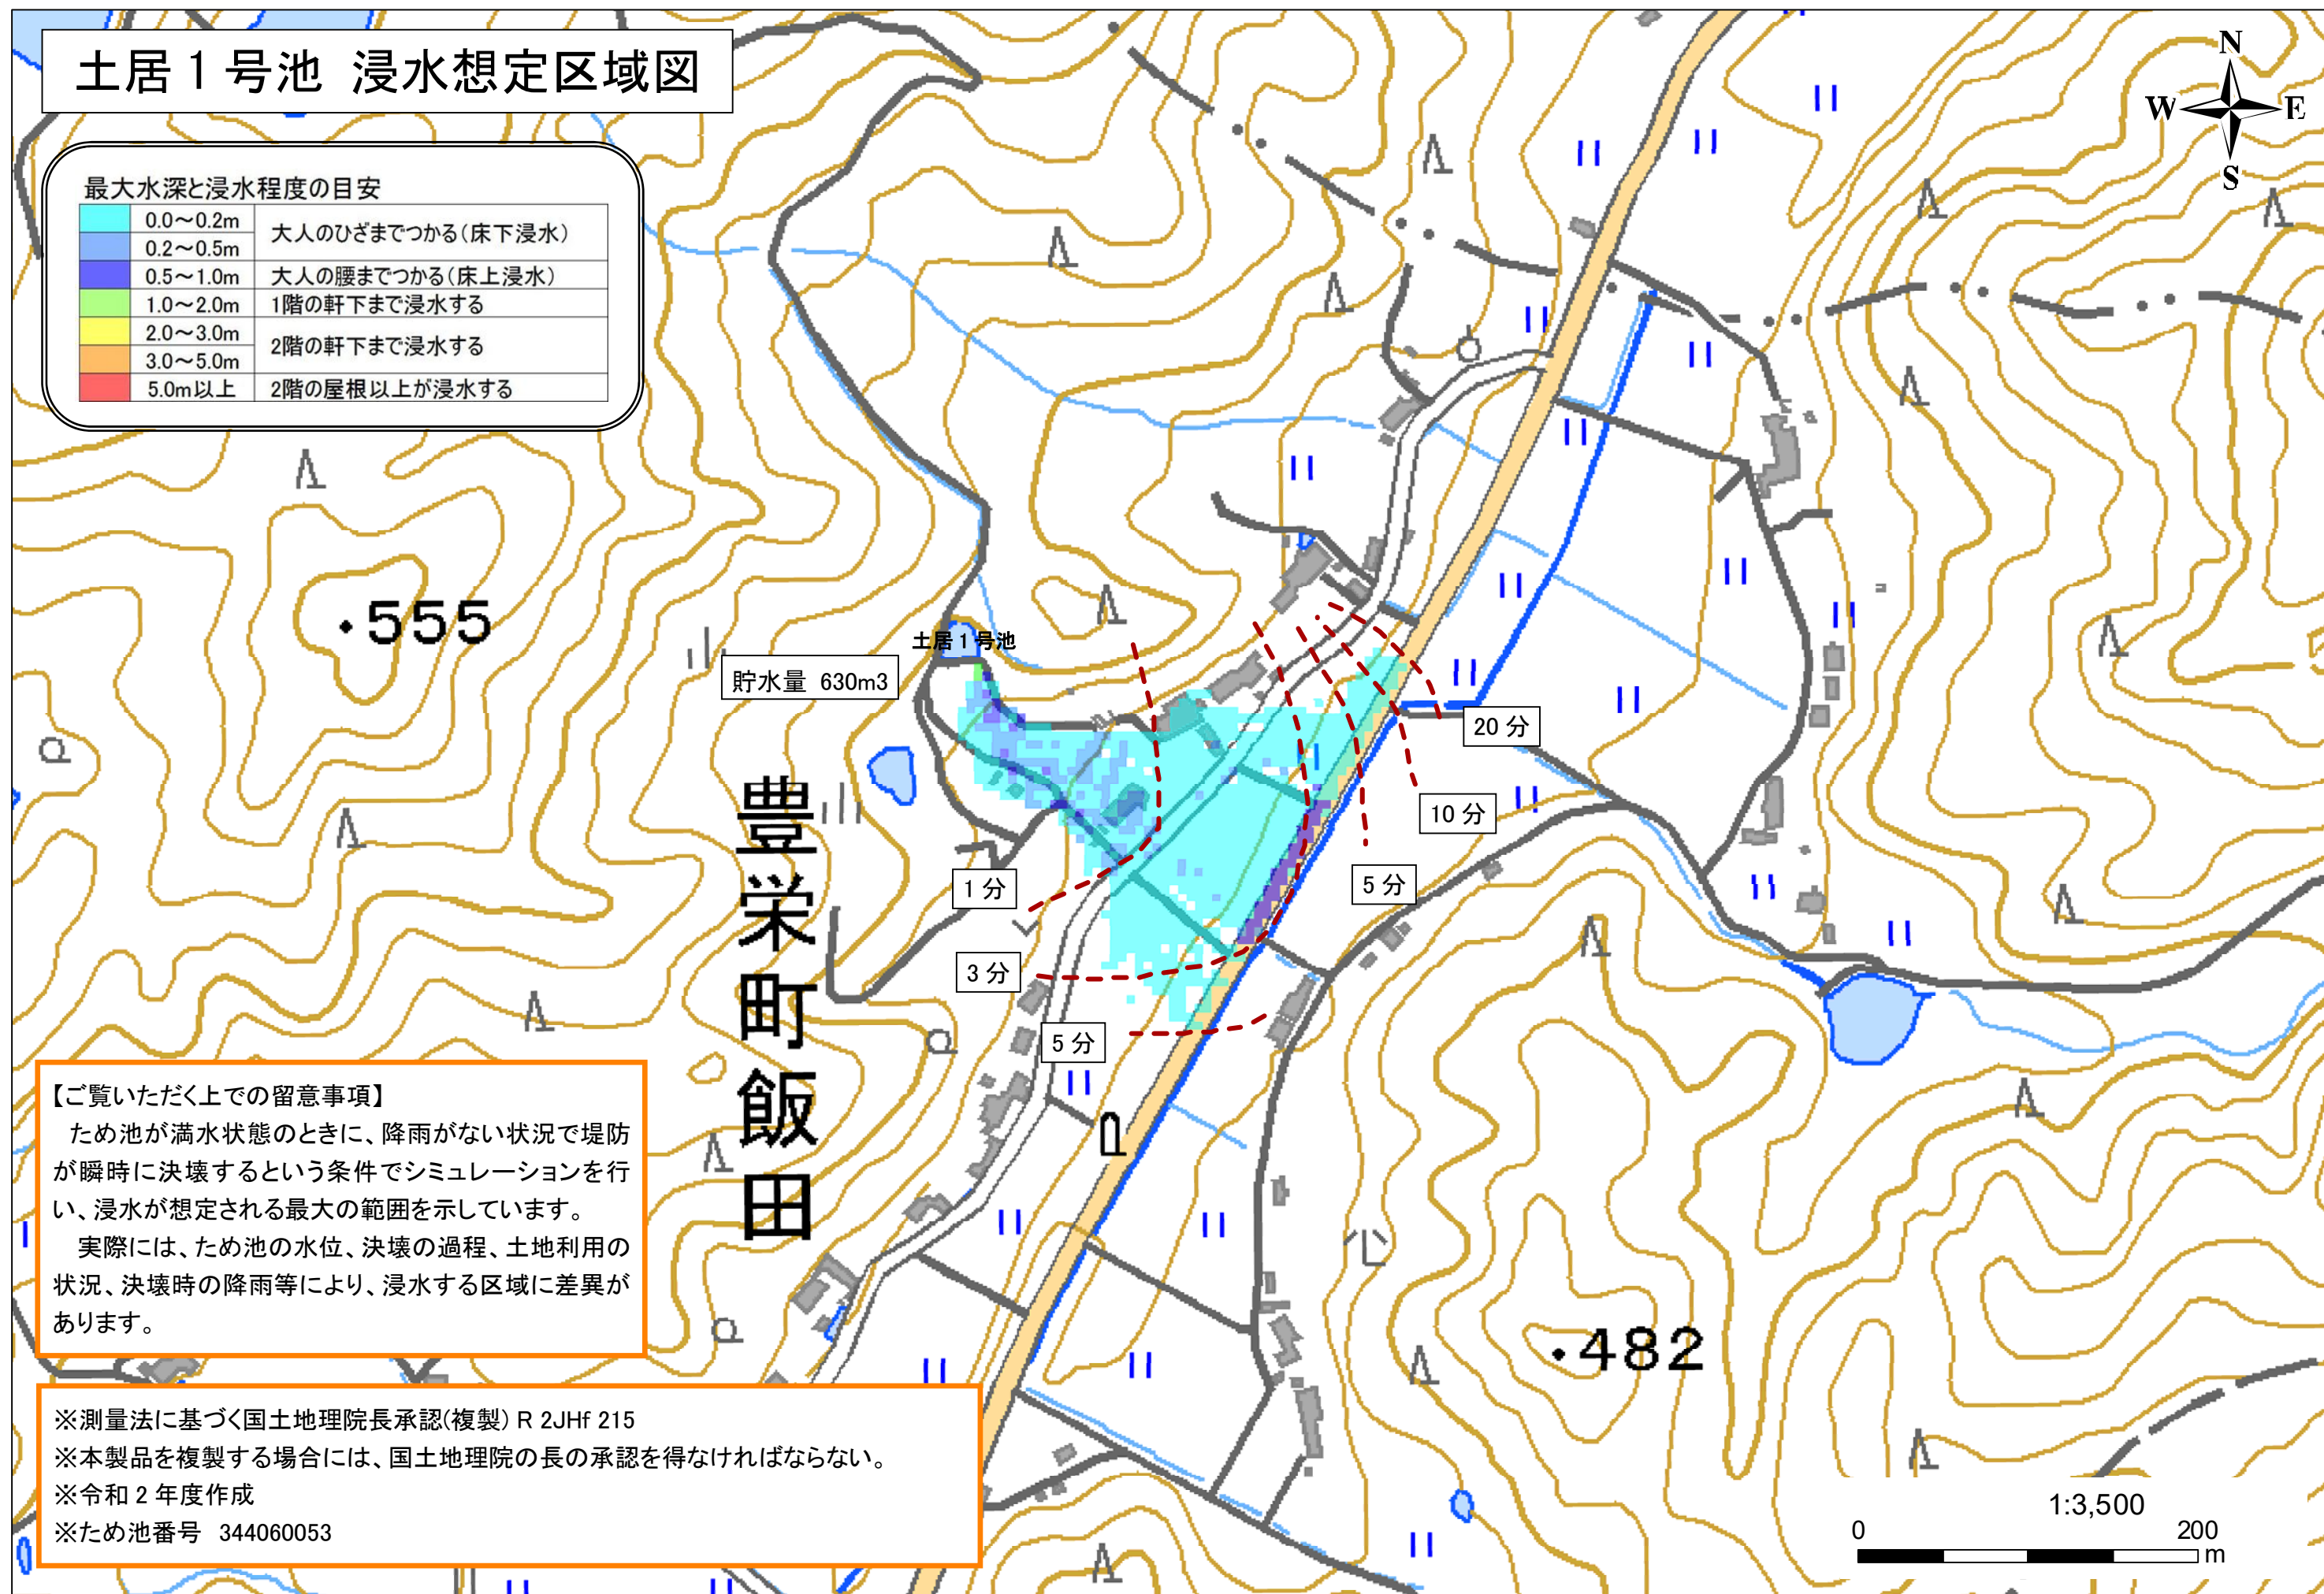 土居１号池 浸水想定区域図
N
W E
S
最大水深と浸水程度の目安
0.0～0.2m 大人のひざまでつかる(床下浸水)
0.2～0.5m
0.5～1.0m 大人の腰までつかる(床上浸水)
1.0～2.0m 1階の軒下まで浸水する
2.0～3.0m 2階の軒下まで浸水する
3.0～5.0m
5.0m以上 2階の屋根以上が浸水する
・555
土居１号池
貯水量 630m3
豊栄町飯田
20 分
10 分
5 分
1 分
3 分
5 分
【ご覧いただく上での留意事項】
ため池が満水状態のときに、降雨がない状況で堤防
が瞬時に決壊するという条件でシミュレーションを行
い、浸水が想定される最大の範囲を示しています。
実際には、ため池の水位、決壊の過程、土地利用の
状況、決壊時の降雨等により、浸水する区域に差異が
あります。
・482
※測量法に基づく国土地理院長承認(複製) R 2JHf 215
※本製品を複製する場合には、国土地理院の長の承認を得なければならない。
※令和 2 年度作成
※ため池番号 344060053
1:3,500
0 200
m